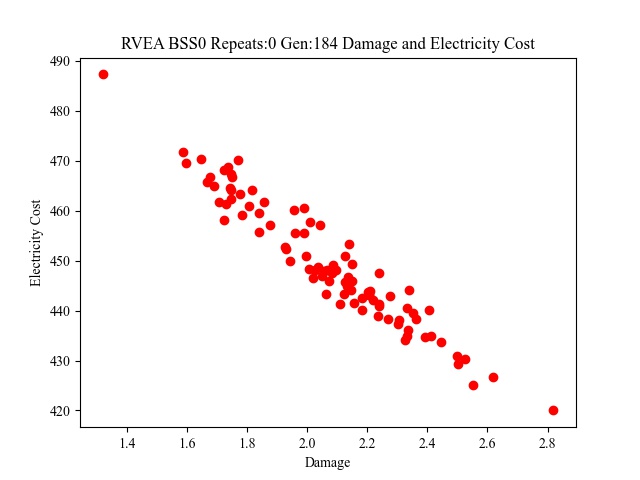 RVEA BSS0 Repeats:0 Gen:184 Damage and Electricity Cost
490
480
470
460
450
440
430
420
Electricity Cost
1.4 1.6 1.8 2.0 2.2 2.4 2.6 2.8
Damage